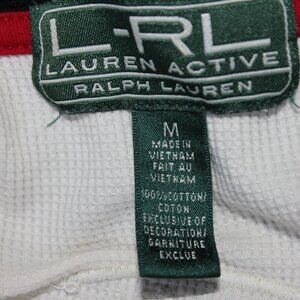 L-RL
LAUREN ACTIVE
RALPH LAUREN
M
MADE IN
VIETNAM
FAIT AU
VIETNAM
100%COTTON/
COTON
EXCLUSIVE OF
DECORATION/
GARNITURE
EXCLUE